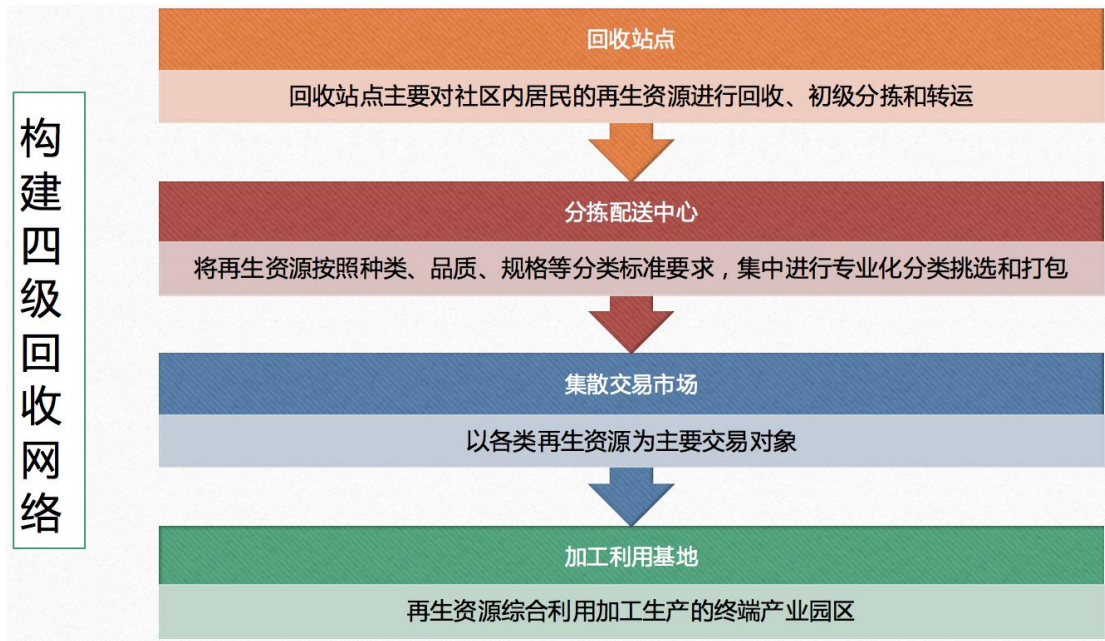 构建四级回收网络
回收站点
回收站点主要对社区内居民的再生资源进行回收、初级分拣和转运
分拣配送中心
将再生资源按照种类、品质、规格等分类标准要求，集中进行专业化分类挑选和打包
集散交易市场
以各类再生资源为主要交易对象
加工利用基地
再生资源综合利用加工生产的终端产业园区